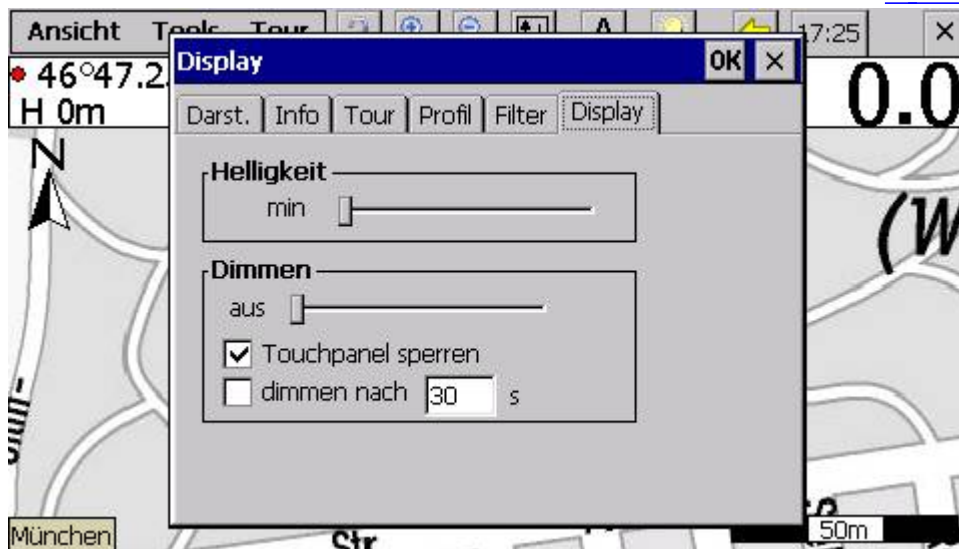 Ansicht Tools Tour A 17:25 ×
46°47.2
H 0m
0.0
Display OK ×
Darst. Info Tour Profil Filter Display
N
Helligkeit
min
(W
Dimmen
aus
Touchpanel sperren
dimmen nach 30 s
München
Str
50m